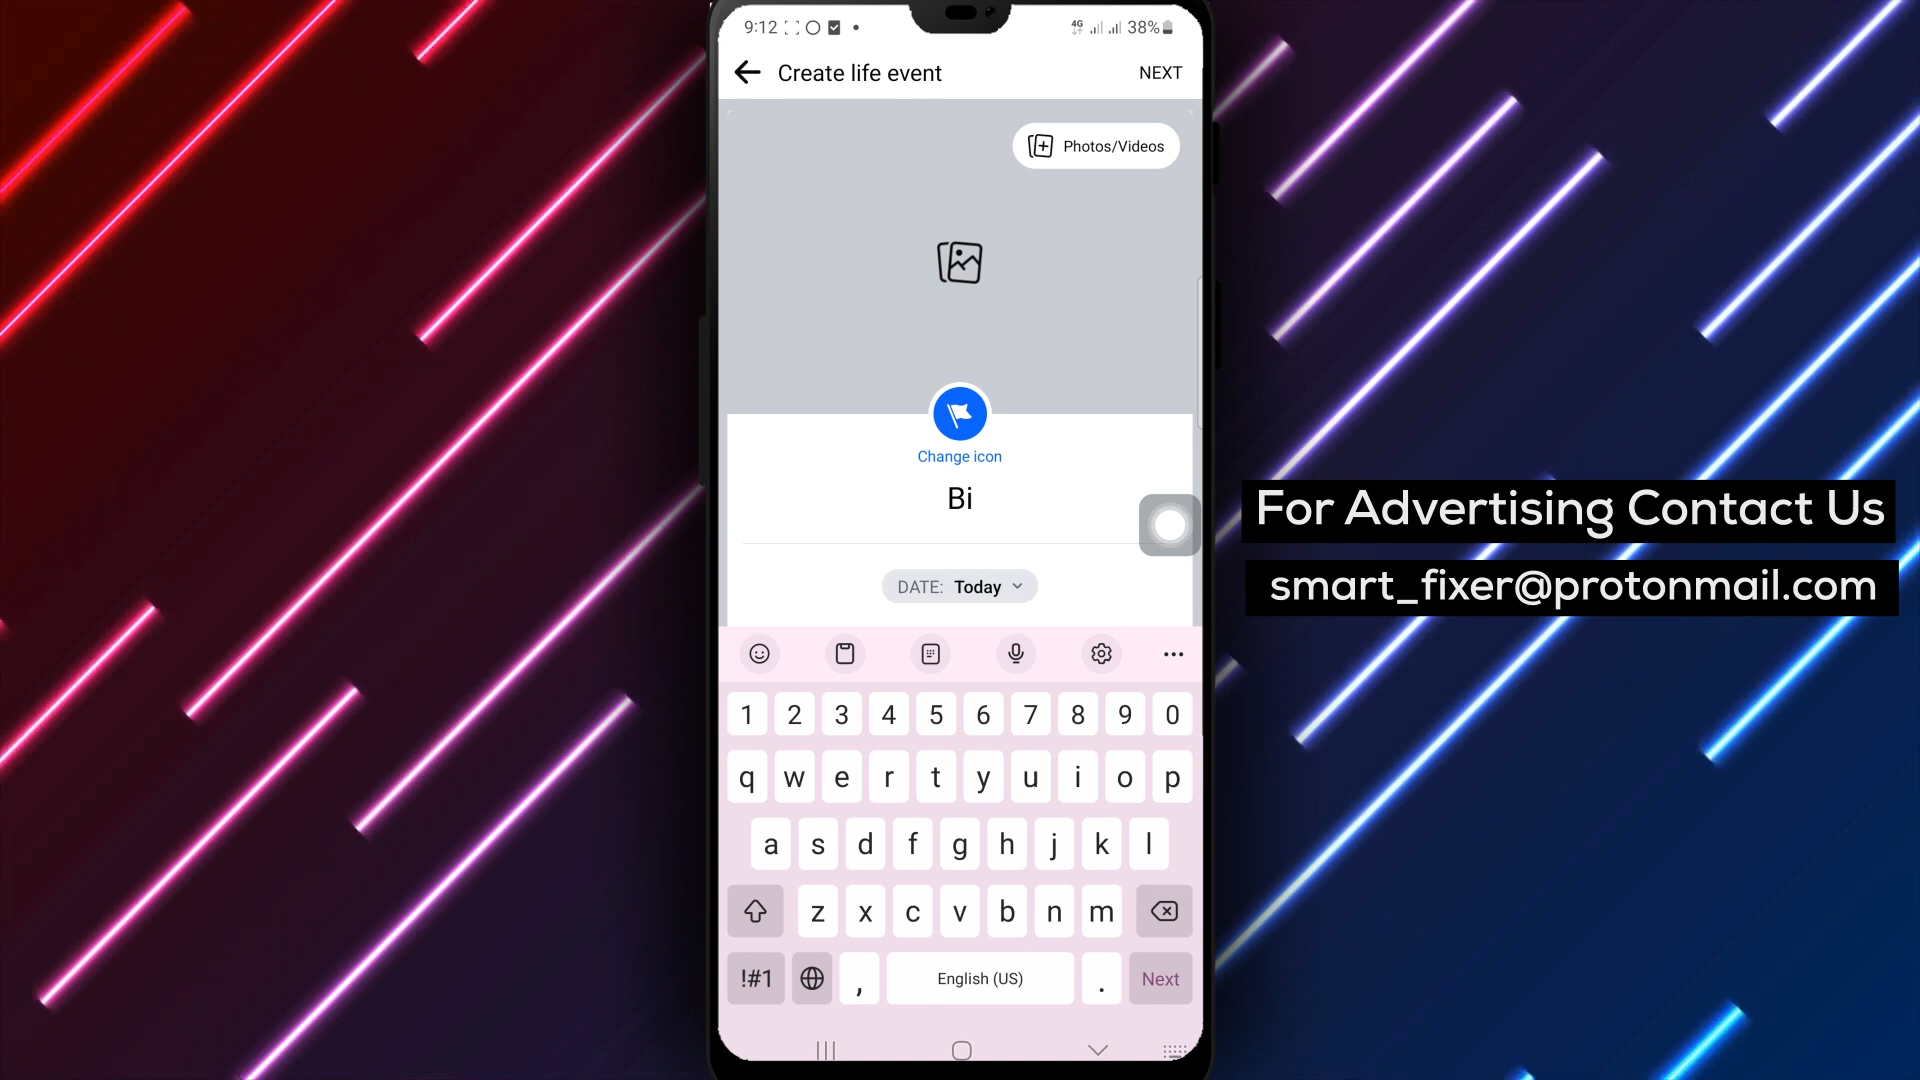 9:12
4G 38%
Create life event
NEXT
Photos/Videos
Change icon
Bi
DATE: Today
For Advertising Contact Us
smart_fixer@protonmail.com
1 2 3 4 5 6 7 8 9 0
q w e r t y u i o p
a s d f g h j k l
z x c v b n m
!#1 , English (US) . Next